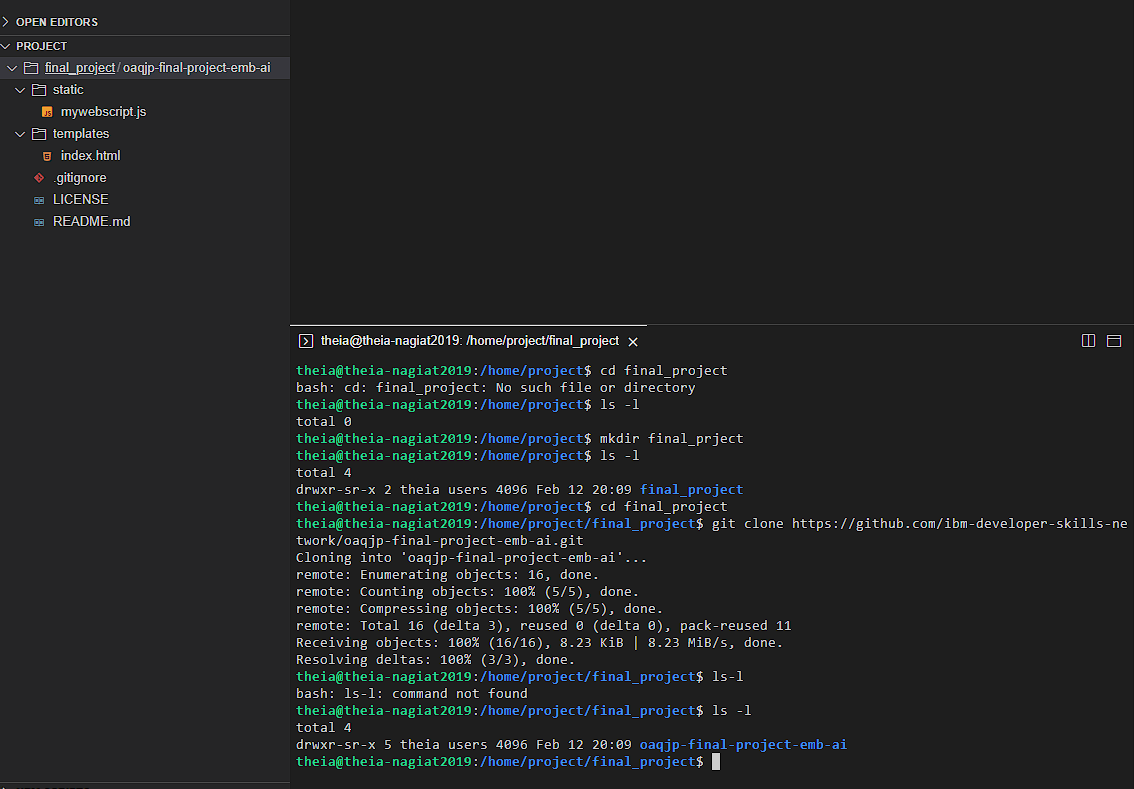 OPEN EDITORS
PROJECT
final_project / oaqjp-final-project-emb-ai
static
mywebscript.js
templates
index.html
.gitignore
LICENSE
README.md
theia@theia-nagiat2019: /home/project/final_project
theia@theia-nagiat2019:/home/project$ cd final_project
bash: cd: final_project: No such file or directory
theia@theia-nagiat2019:/home/project$ ls -l
total 0
theia@theia-nagiat2019:/home/project$ mkdir final_prject
theia@theia-nagiat2019:/home/project$ ls -l
total 4
drwxr-sr-x 2 theia users 4096 Feb 12 20:09 final_project
theia@theia-nagiat2019:/home/project$ cd final_project
theia@theia-nagiat2019:/home/project/final_project$ git clone https://github.com/ibm-developer-skills-ne
twork/oaqjp-final-project-emb-ai.git
Cloning into 'oaqjp-final-project-emb-ai'...
remote: Enumerating objects: 16, done.
remote: Counting objects: 100% (5/5), done.
remote: Compressing objects: 100% (5/5), done.
remote: Total 16 (delta 3), reused 0 (delta 0), pack-reused 11
Receiving objects: 100% (16/16), 8.23 KiB | 8.23 MiB/s, done.
Resolving deltas: 100% (3/3), done.
theia@theia-nagiat2019:/home/project/final_project$ ls-l
bash: ls-l: command not found
theia@theia-nagiat2019:/home/project/final_project$ ls -l
total 4
drwxr-sr-x 5 theia users 4096 Feb 12 20:09 oaqjp-final-project-emb-ai
theia@theia-nagiat2019:/home/project/final_project$